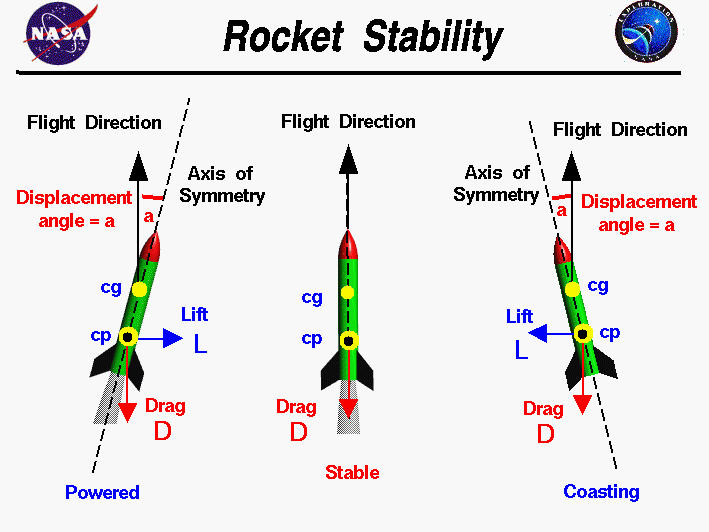 NASA
Rocket Stability
EXPLORATION
NASA
Flight Direction
Axis of
Symmetry
Displacement
angle = a
a
cg
cp
Lift
L
Drag
D
Powered
Flight Direction
cg
cp
Drag
D
Stable
Flight Direction
Axis of
Symmetry
a
Displacement
angle = a
cg
cp
Lift
L
Drag
D
Coasting